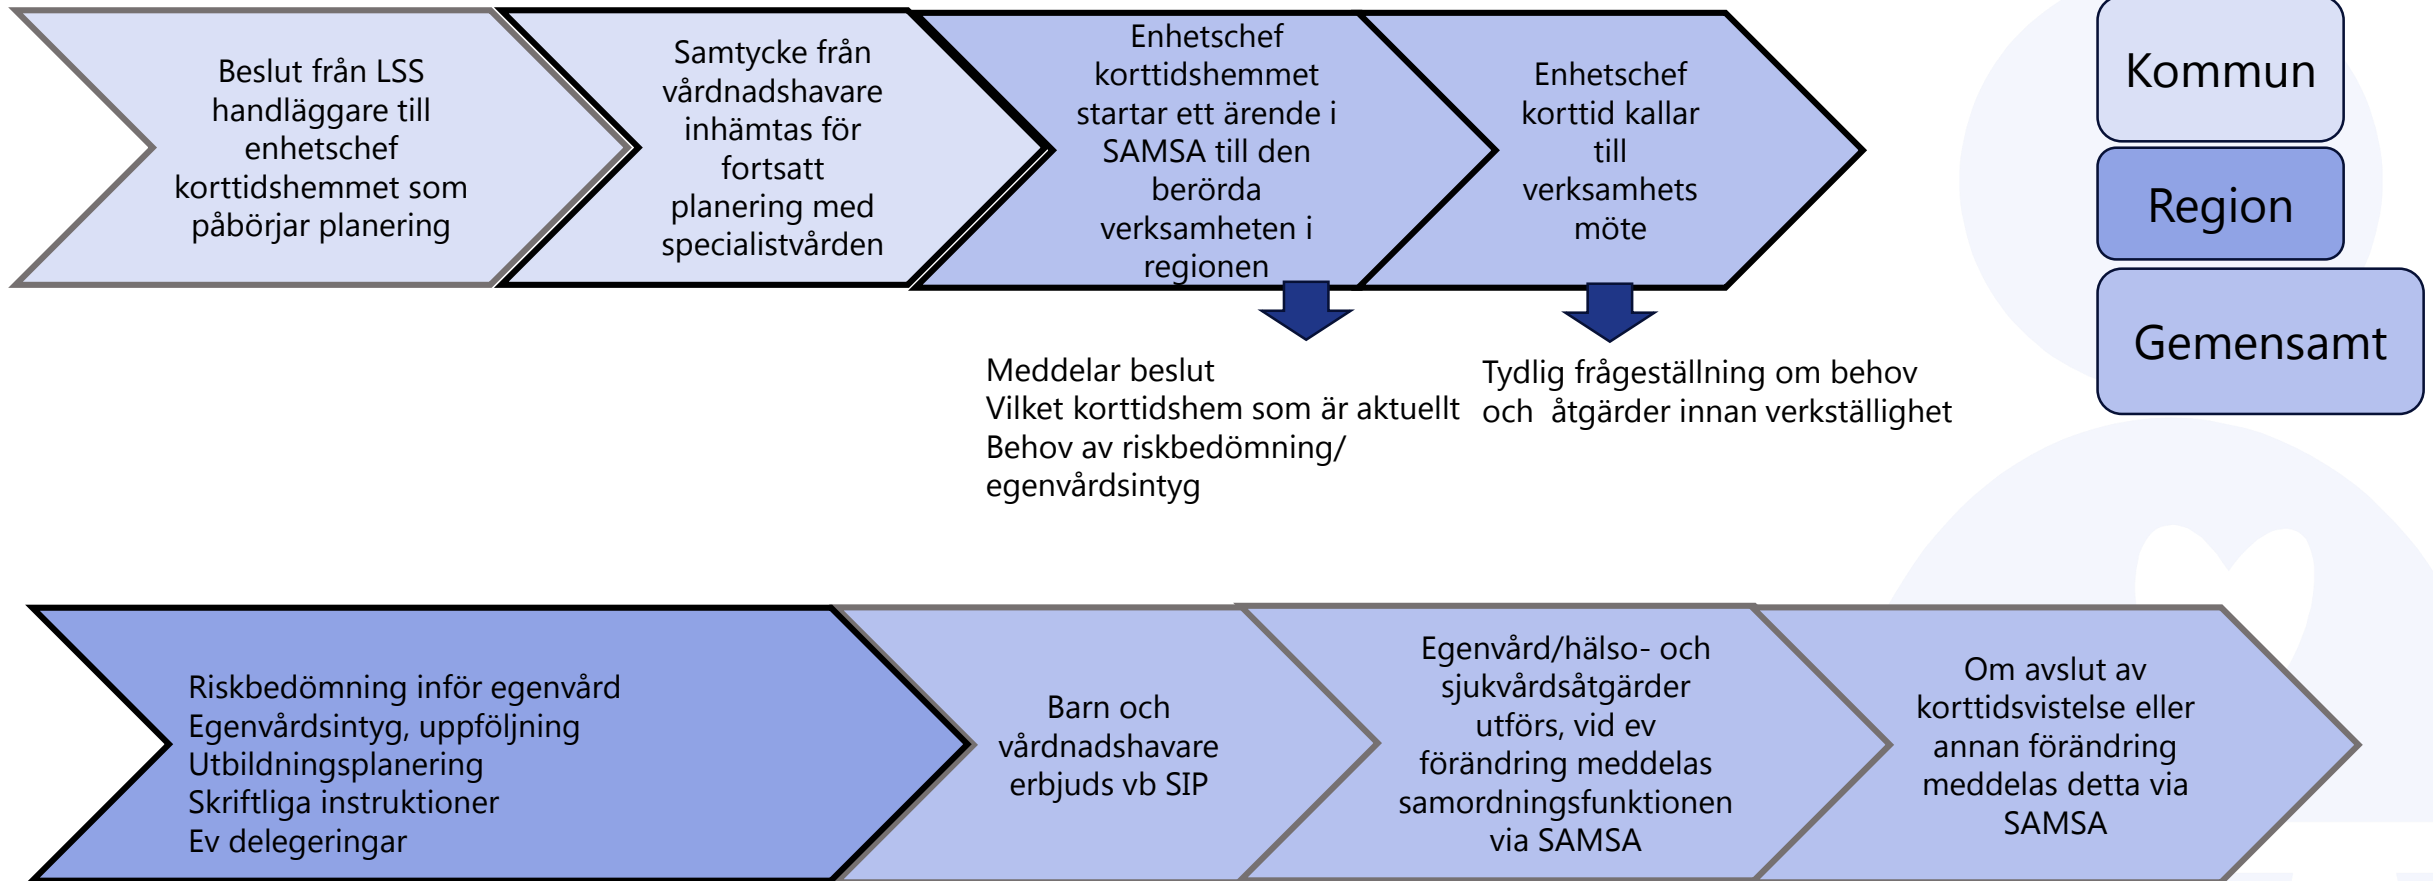 Beslut från LSS
handläggare till
enhetschef
korttidshemmet som
påbörjar planering
Samtycke från
vårdnadshavare
inhämtas för
fortsatt
planering med
specialistvården
Enhetschef
korttidshemmet
startar ett ärende i
SAMSA till den
berörda
verksamheten i
regionen
Enhetschef
korttid kallar
till
verksamhets
möte
Kommun
Region
Gemensamt
Meddelar beslut
Vilket korttidshem som är aktuellt
Behov av riskbedömning/
egenvårdsintyg
Tydlig frågeställning om behov
och åtgärder innan verkställighet
Riskbedömning inför egenvård
Egenvårdsintyg, uppföljning
Utbildningsplanering
Skriftliga instruktioner
Ev delegeringar
Barn och
vårdnadshavare
erbjuds vb SIP
Egenvård/hälso- och
sjukvårdsåtgärder
utförs, vid ev
förändring meddelas
samordningsfunktionen
via SAMSA
Om avslut av
korttidsvistelse eller
annan förändring
meddelas detta via
SAMSA